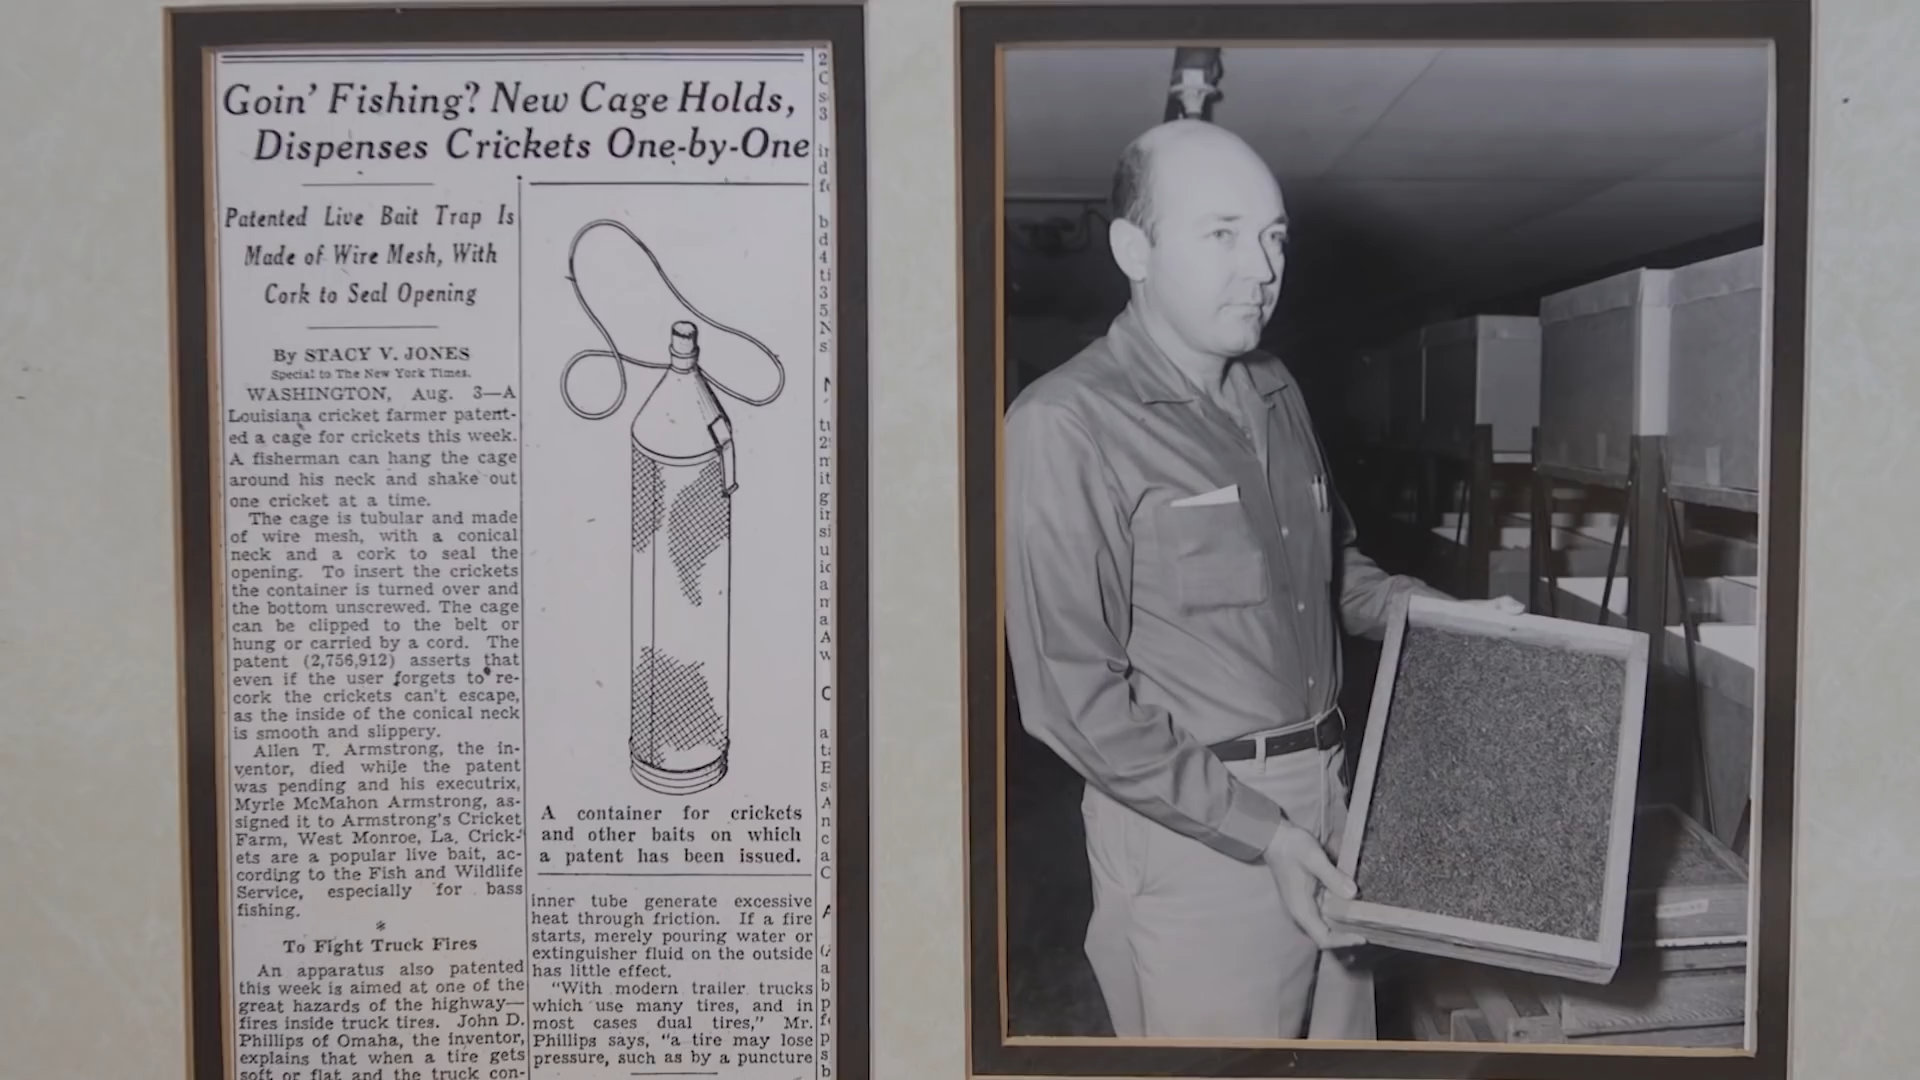 Goin' Fishing? New Cage Holds,
Dispenses Crickets One-by-One
Patented Live Bait Trap Is
Made of Wire Mesh, With
Cork to Seal Opening
By STACY V. JONES
Special to The New York Times.
WASHINGTON, Aug. 3—A
Louisiana cricket farmer patent-
ed a cage for crickets this week.
A fisherman can hang the cage
around his neck and shake out
one cricket at a time.
The cage is tubular and made
of wire mesh, with a conical
neck and a cork to seal the
opening. To insert the crickets
the container is turned over and
the bottom unscrewed. The cage
can be clipped to the belt or
hung or carried by a cord. The
patent (2,756,912) asserts that
even if the user forgets to re-
cork the crickets can't escape,
as the inside of the conical neck
is smooth and slippery.
Allen T. Armstrong, the in-
ventor, died while the patent
was pending and his executrix,
Myrle McMahon Armstrong, as-
signed it to Armstrong's Cricket
Farm, West Monroe, La. Crick-
ets are a popular live bait, ac-
cording to the Fish and Wildlife
Service, especially for bass
fishing.
*
To Fight Truck Fires
An apparatus also patented
this week is aimed at one of the
great hazards of the highway—
fires inside truck tires. John D.
Phillips of Omaha, the inventor,
explains that when a tire gets
soft or flat and the truck con-
A container for crickets
and other baits on which
a patent has been issued.
inner tube generate excessive
heat through friction. If a fire
starts, merely pouring water or
extinguisher fluid on the outside
has little effect.
"With modern trailer trucks
which use many tires, and in
most cases dual tires," Mr.
Phillips says, "a tire may lose
pressure, such as by a puncture